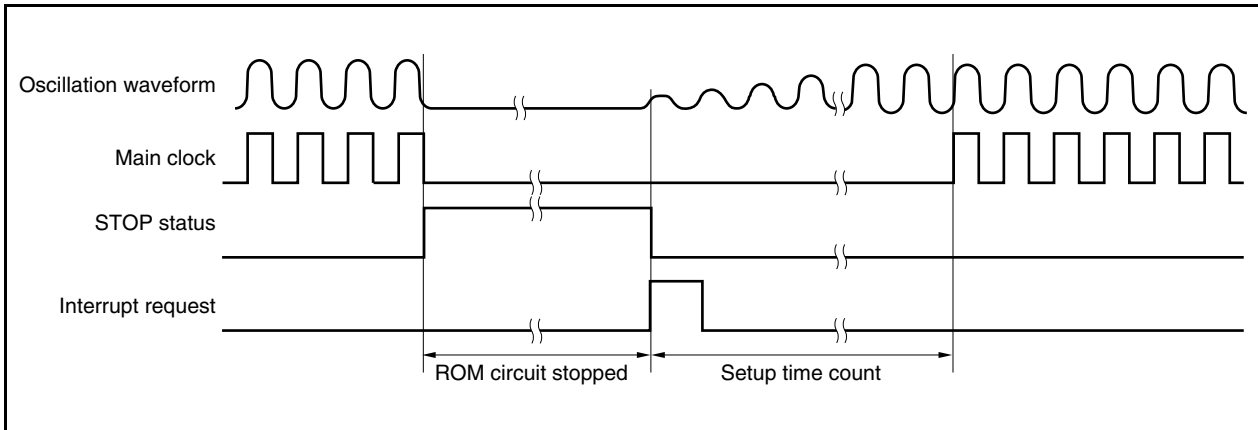 Oscillation waveform
Main clock
STOP status
Interrupt request
ROM circuit stopped
Setup time count